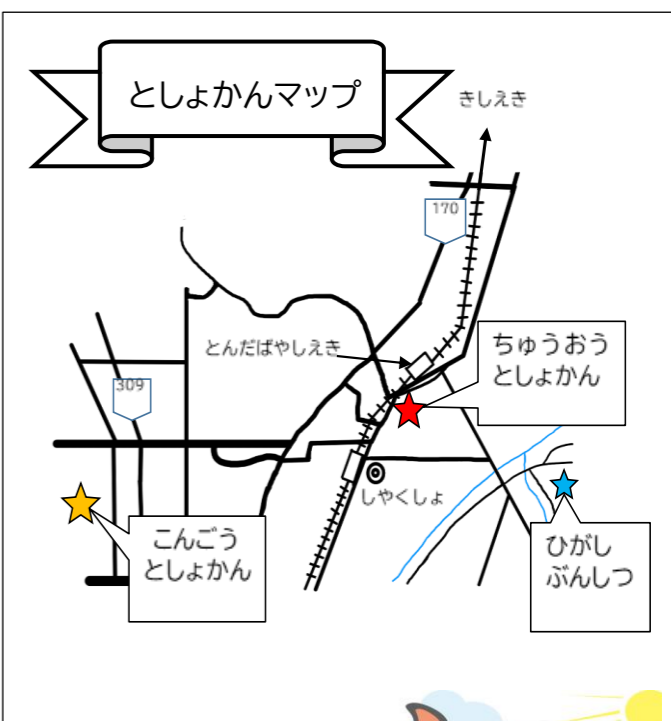 としょかんマップ
きしえき
170
とんだばやしえき
ちゅうおう
としょかん
309
しやくしょ
こんごう
としょかん
ひがし
ぶんしつ